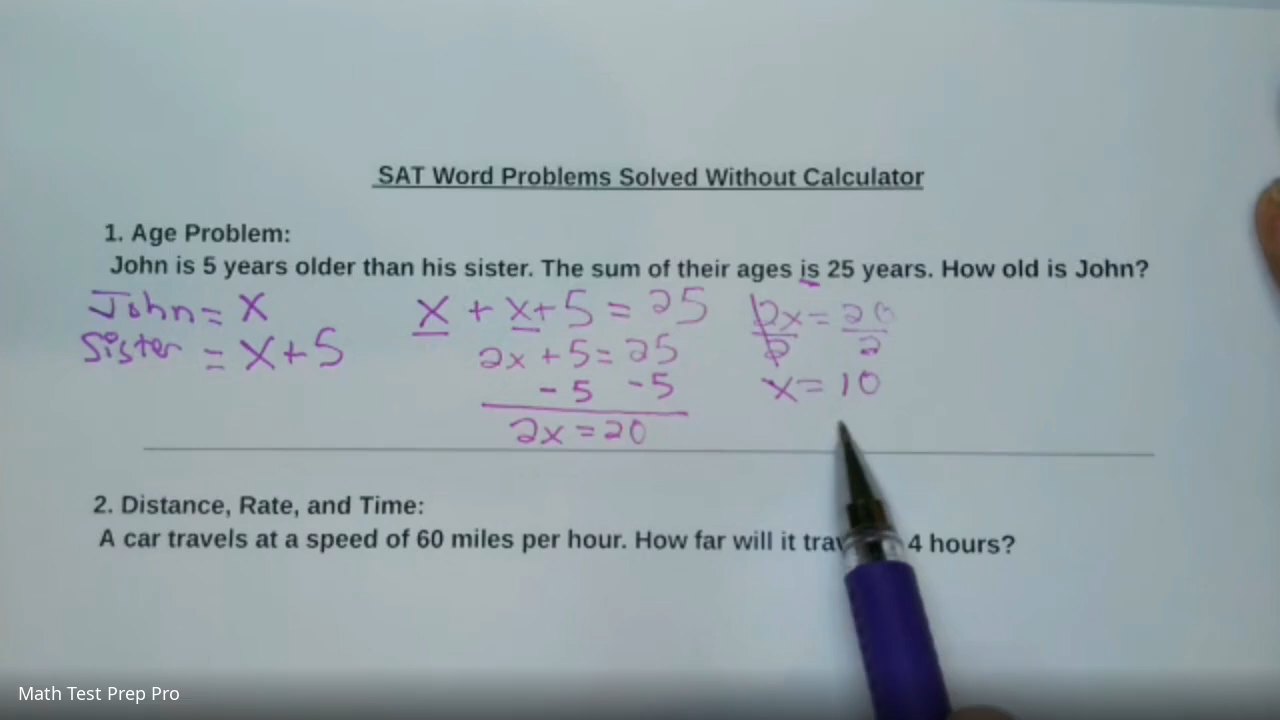 SAT Word Problems Solved Without Calculator
1. Age Problem:
John is 5 years older than his sister. The sum of their ages is 25 years. How old is John?
John = x
Sister = x+5
x + x+5 = 25
2x + 5 = 25
-5 -5
2x = 20
2x = 20
2 2
x = 10
2. Distance, Rate, and Time:
A car travels at a speed of 60 miles per hour. How far will it 4 hours?
Math Test Prep Pro